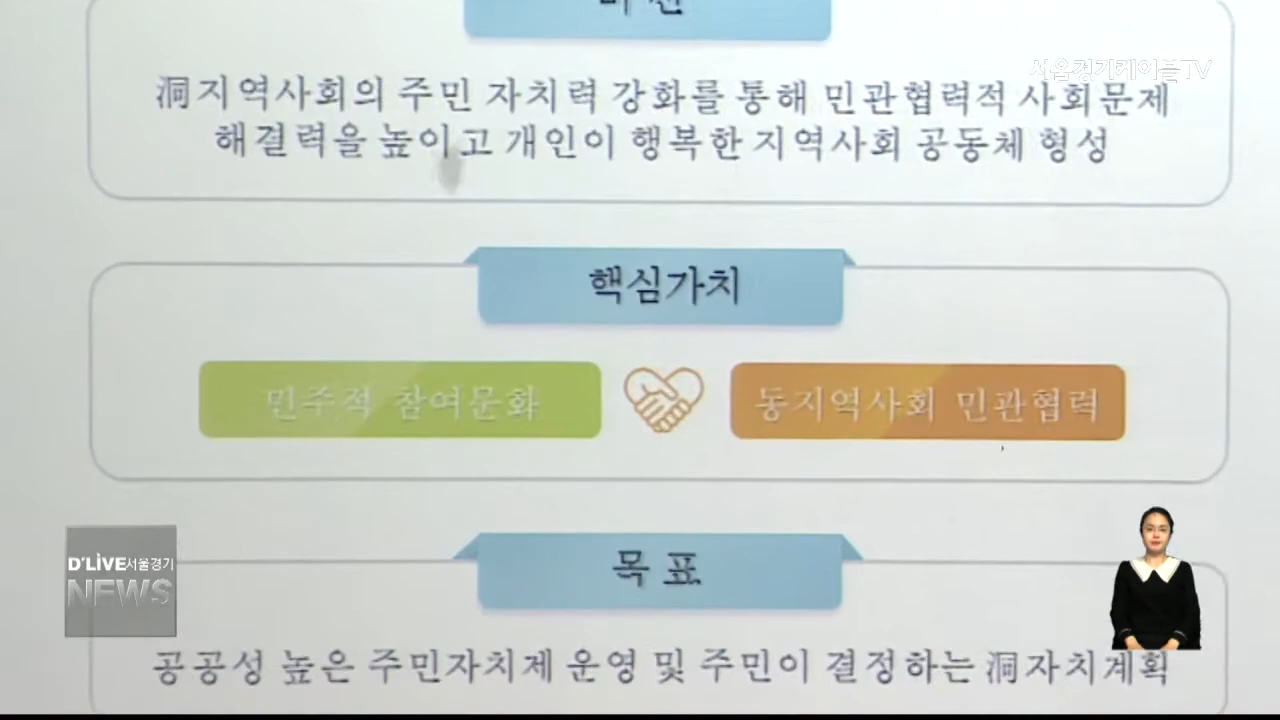 서울경기케이블TV
洞지역사회의 주민 자치력 강화를 통해 민관협력적 사회문제
해결력을 높이고 개인이 행복한 지역사회 공동체 형성
핵심가치
민주적 참여문화
동지역사회 민관협력
목표
D'LIVE서울경기
NEWS
공공성 높은 주민자치제 운영 및 주민이 결정하는 洞자치계획